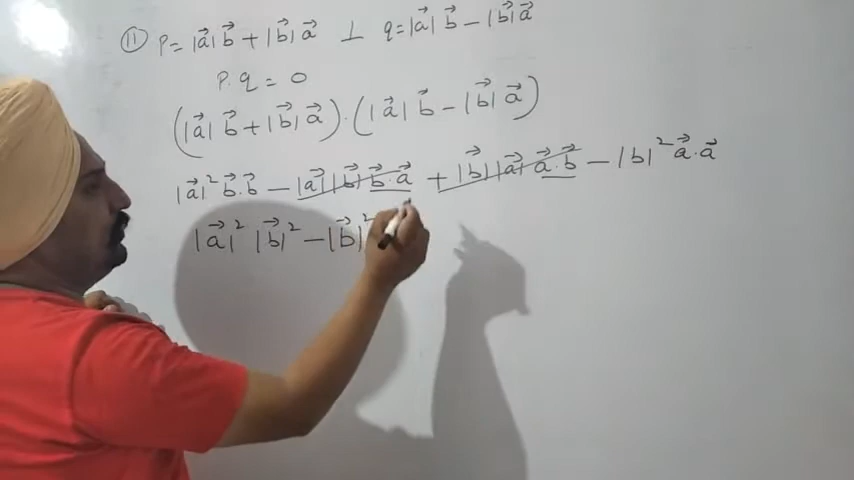 ⑪ P = |a⃗| b⃗ + |b⃗| a⃗ ⊥ q = |a⃗| b⃗ − |b⃗| a⃗
P. q = 0
(|a⃗| b⃗ + |b⃗| a⃗) . (|a⃗| b⃗ − |b⃗| a⃗)
|a⃗|² b⃗.b⃗ − |a⃗| |b⃗| b⃗.a⃗ + |b⃗| |a⃗| a⃗.b⃗ − |b|² a⃗.a⃗
|a⃗|² |b⃗|² − |b⃗|²